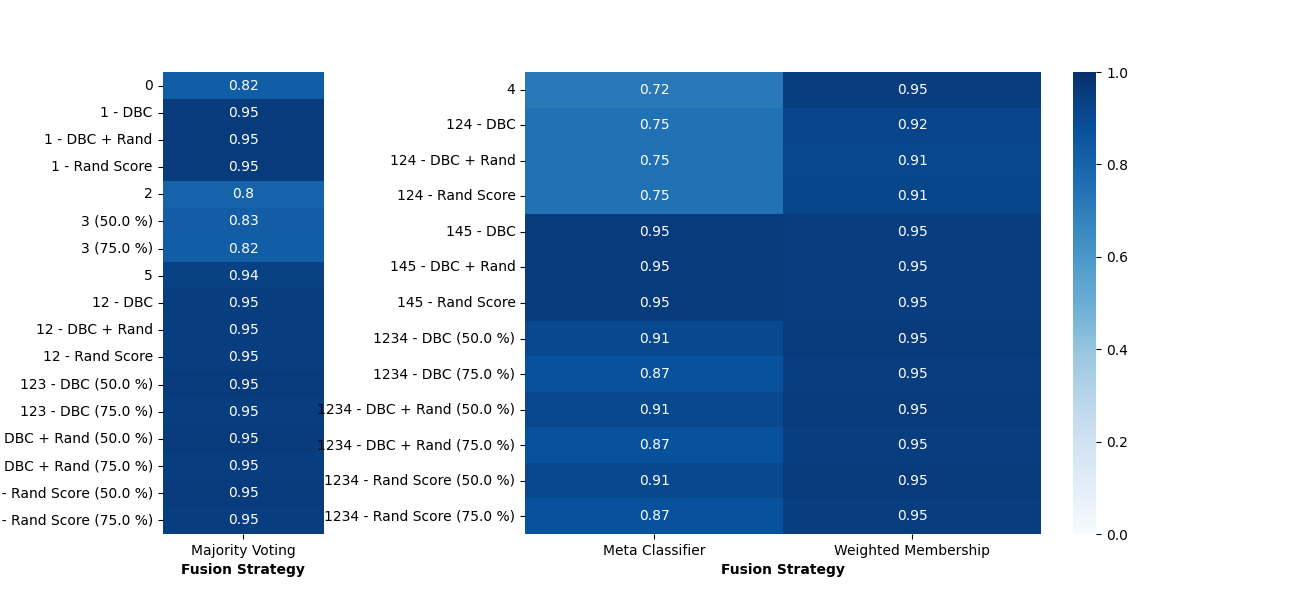 0 0.82
1 - DBC 0.95
1 - DBC + Rand 0.95
1 - Rand Score 0.95
2 0.8
3 (50.0 %) 0.83
3 (75.0 %) 0.82
5 0.94
12 - DBC 0.95
12 - DBC + Rand 0.95
12 - Rand Score 0.95
123 - DBC (50.0 %) 0.95
123 - DBC (75.0 %) 0.95
DBC + Rand (50.0 %) 0.95
DBC + Rand (75.0 %) 0.95
- Rand Score (50.0 %) 0.95
- Rand Score (75.0 %) 0.95
Majority Voting
Fusion Strategy
4 0.72 0.95
124 - DBC 0.75 0.92
124 - DBC + Rand 0.75 0.91
124 - Rand Score 0.75 0.91
145 - DBC 0.95 0.95
145 - DBC + Rand 0.95 0.95
145 - Rand Score 0.95 0.95
1234 - DBC (50.0 %) 0.91 0.95
1234 - DBC (75.0 %) 0.87 0.95
1234 - DBC + Rand (50.0 %) 0.91 0.95
1234 - DBC + Rand (75.0 %) 0.87 0.95
1234 - Rand Score (50.0 %) 0.91 0.95
1234 - Rand Score (75.0 %) 0.87 0.95
Meta Classifier Weighted Membership
Fusion Strategy
1.0
0.8
0.6
0.4
0.2
0.0